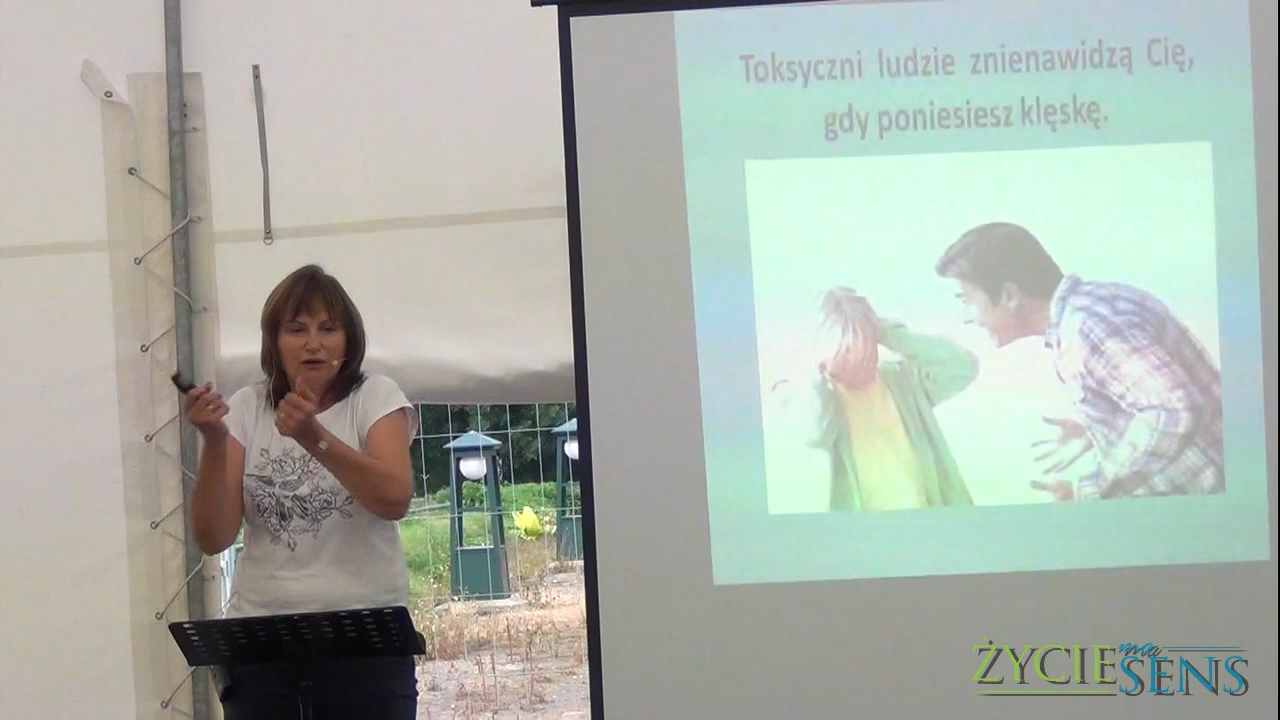 Toksyczni ludzie znienawidzą Cię,
gdy poniesiesz klęskę.
ŻYCIE ma SENS